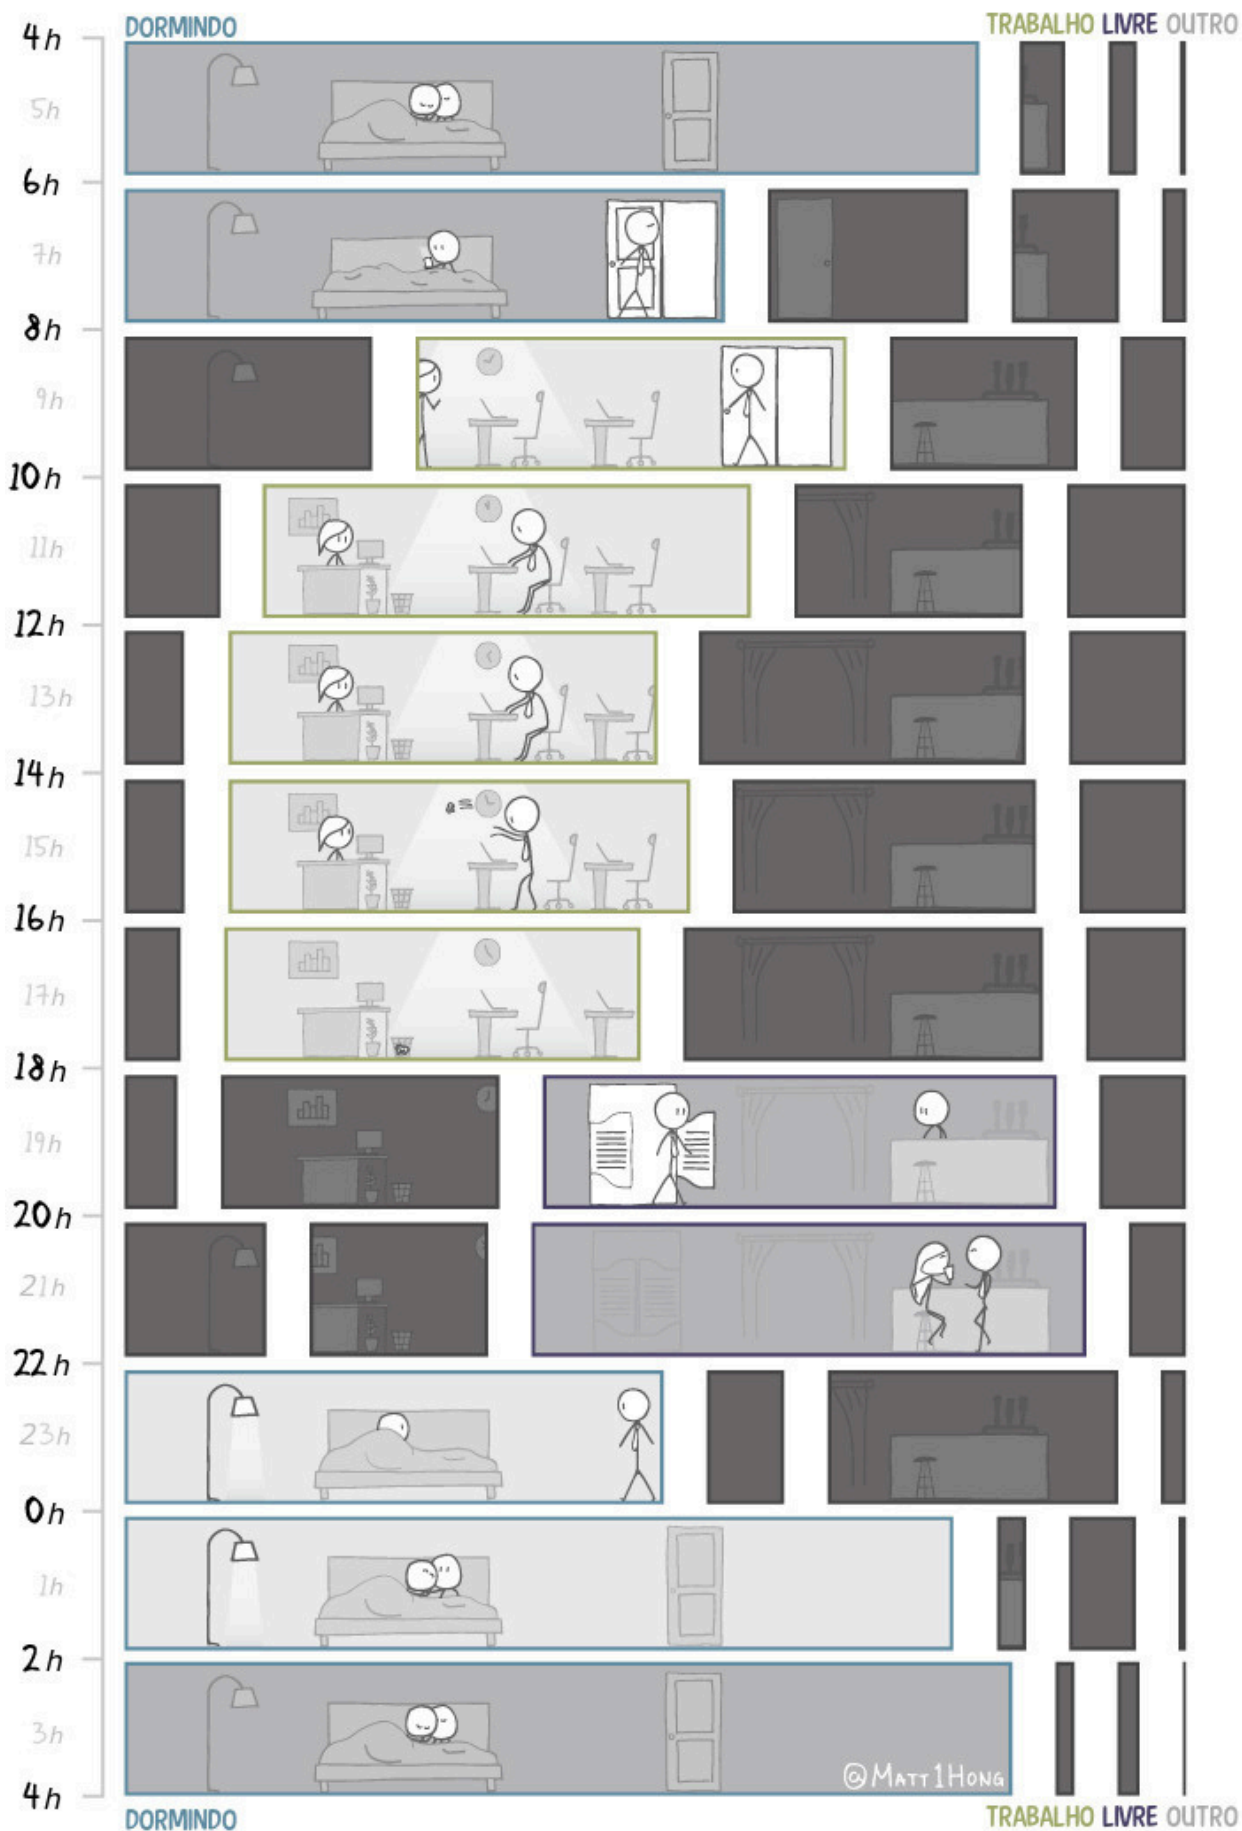 DORMINDO
TRABALHO LIVRE OUTRO
4h
5h
6h
7h
8h
9h
10h
11h
12h
13h
14h
15h
16h
17h
18h
19h
20h
21h
22h
23h
0h
1h
2h
3h
4h
@MATT1HONG
DORMINDO
TRABALHO LIVRE OUTRO